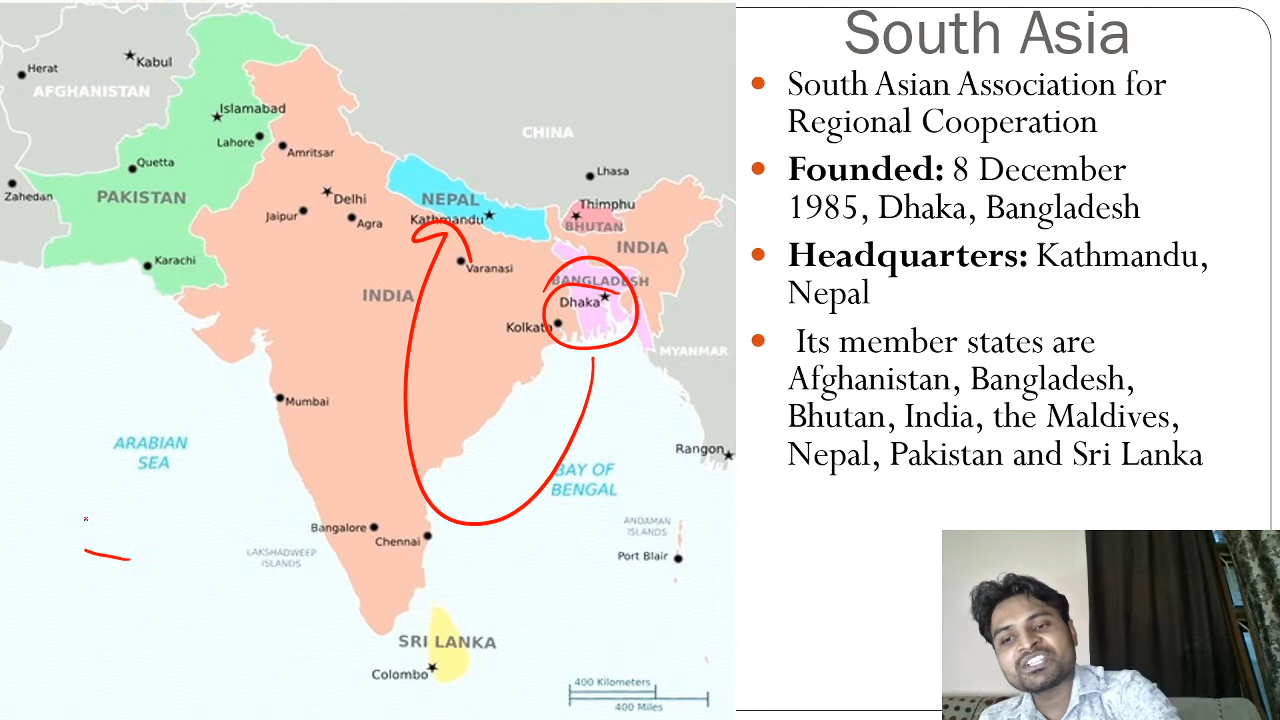 South Asia
South Asian Association for
Regional Cooperation
Founded: 8 December
1985, Dhaka, Bangladesh
Headquarters: Kathmandu,
Nepal
Its member states are
Afghanistan, Bangladesh,
Bhutan, India, the Maldives,
Nepal, Pakistan and Sri Lanka
Kabul
Herat
AFGHANISTAN
Islamabad
Lahore
Amritsar
CHINA
Quetta
Lhasa
Zahedan
PAKISTAN
Delhi
NEPAL
Thimphu
Jaipur
Agra
Kathmandu
BHUTAN
INDIA
Karachi
Varanasi
BANGLADESH
INDIA
Dhaka
Kolkata
MYANMAR
Mumbai
ARABIAN
SEA
Rangon
BAY OF
BENGAL
Bangalore
Chennai
ANDAMAN
ISLANDS
LAKSHADWEEP
ISLANDS
Port Blair
SRI LANKA
Colombo
400 Kilometers
400 Miles